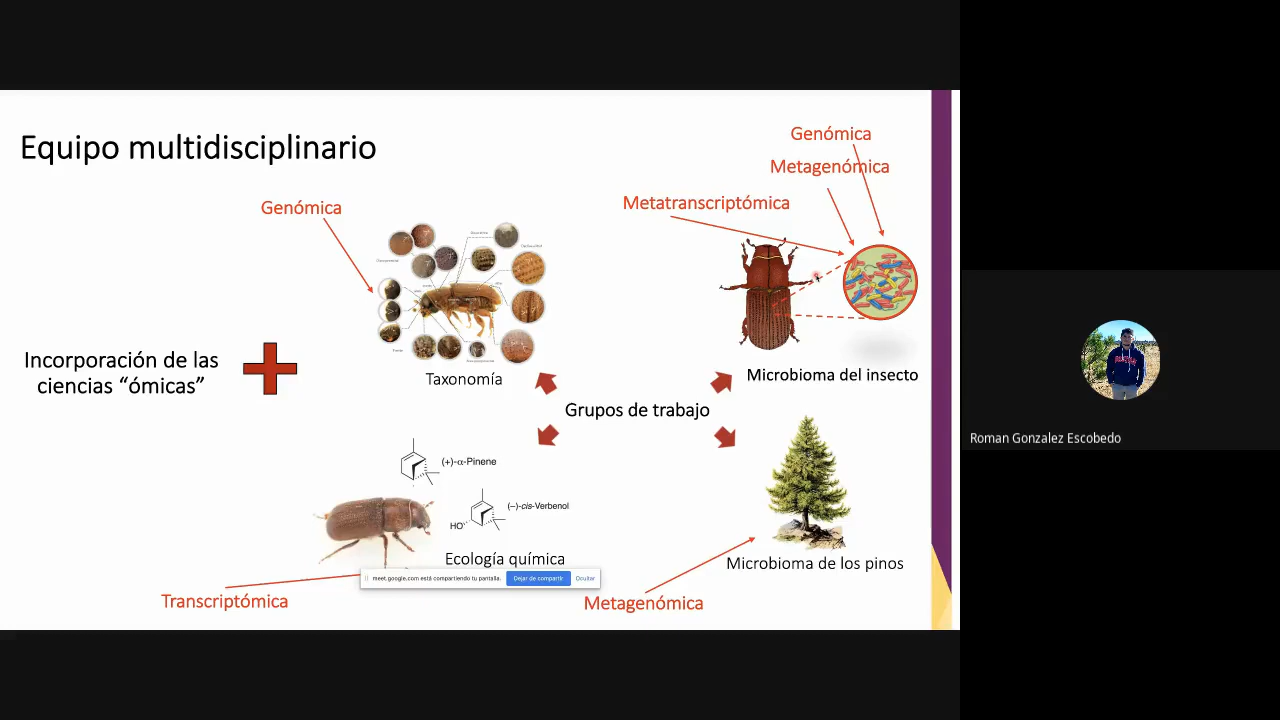 Equipo multidisciplinario
Genómica
Metagenómica
Metatranscriptómica
Genómica
Taxonomía
Microbioma del insecto
Incorporación de las
ciencias “ómicas”
Grupos de trabajo
(+)-α-Pinene
(–)-cis-Verbenol
HO
Ecología química
Microbioma de los pinos
meet.google.com está compartiendo tu pantalla.
Dejar de compartir
Ocultar
Transcriptómica
Metagenómica
Roman Gonzalez Escobedo